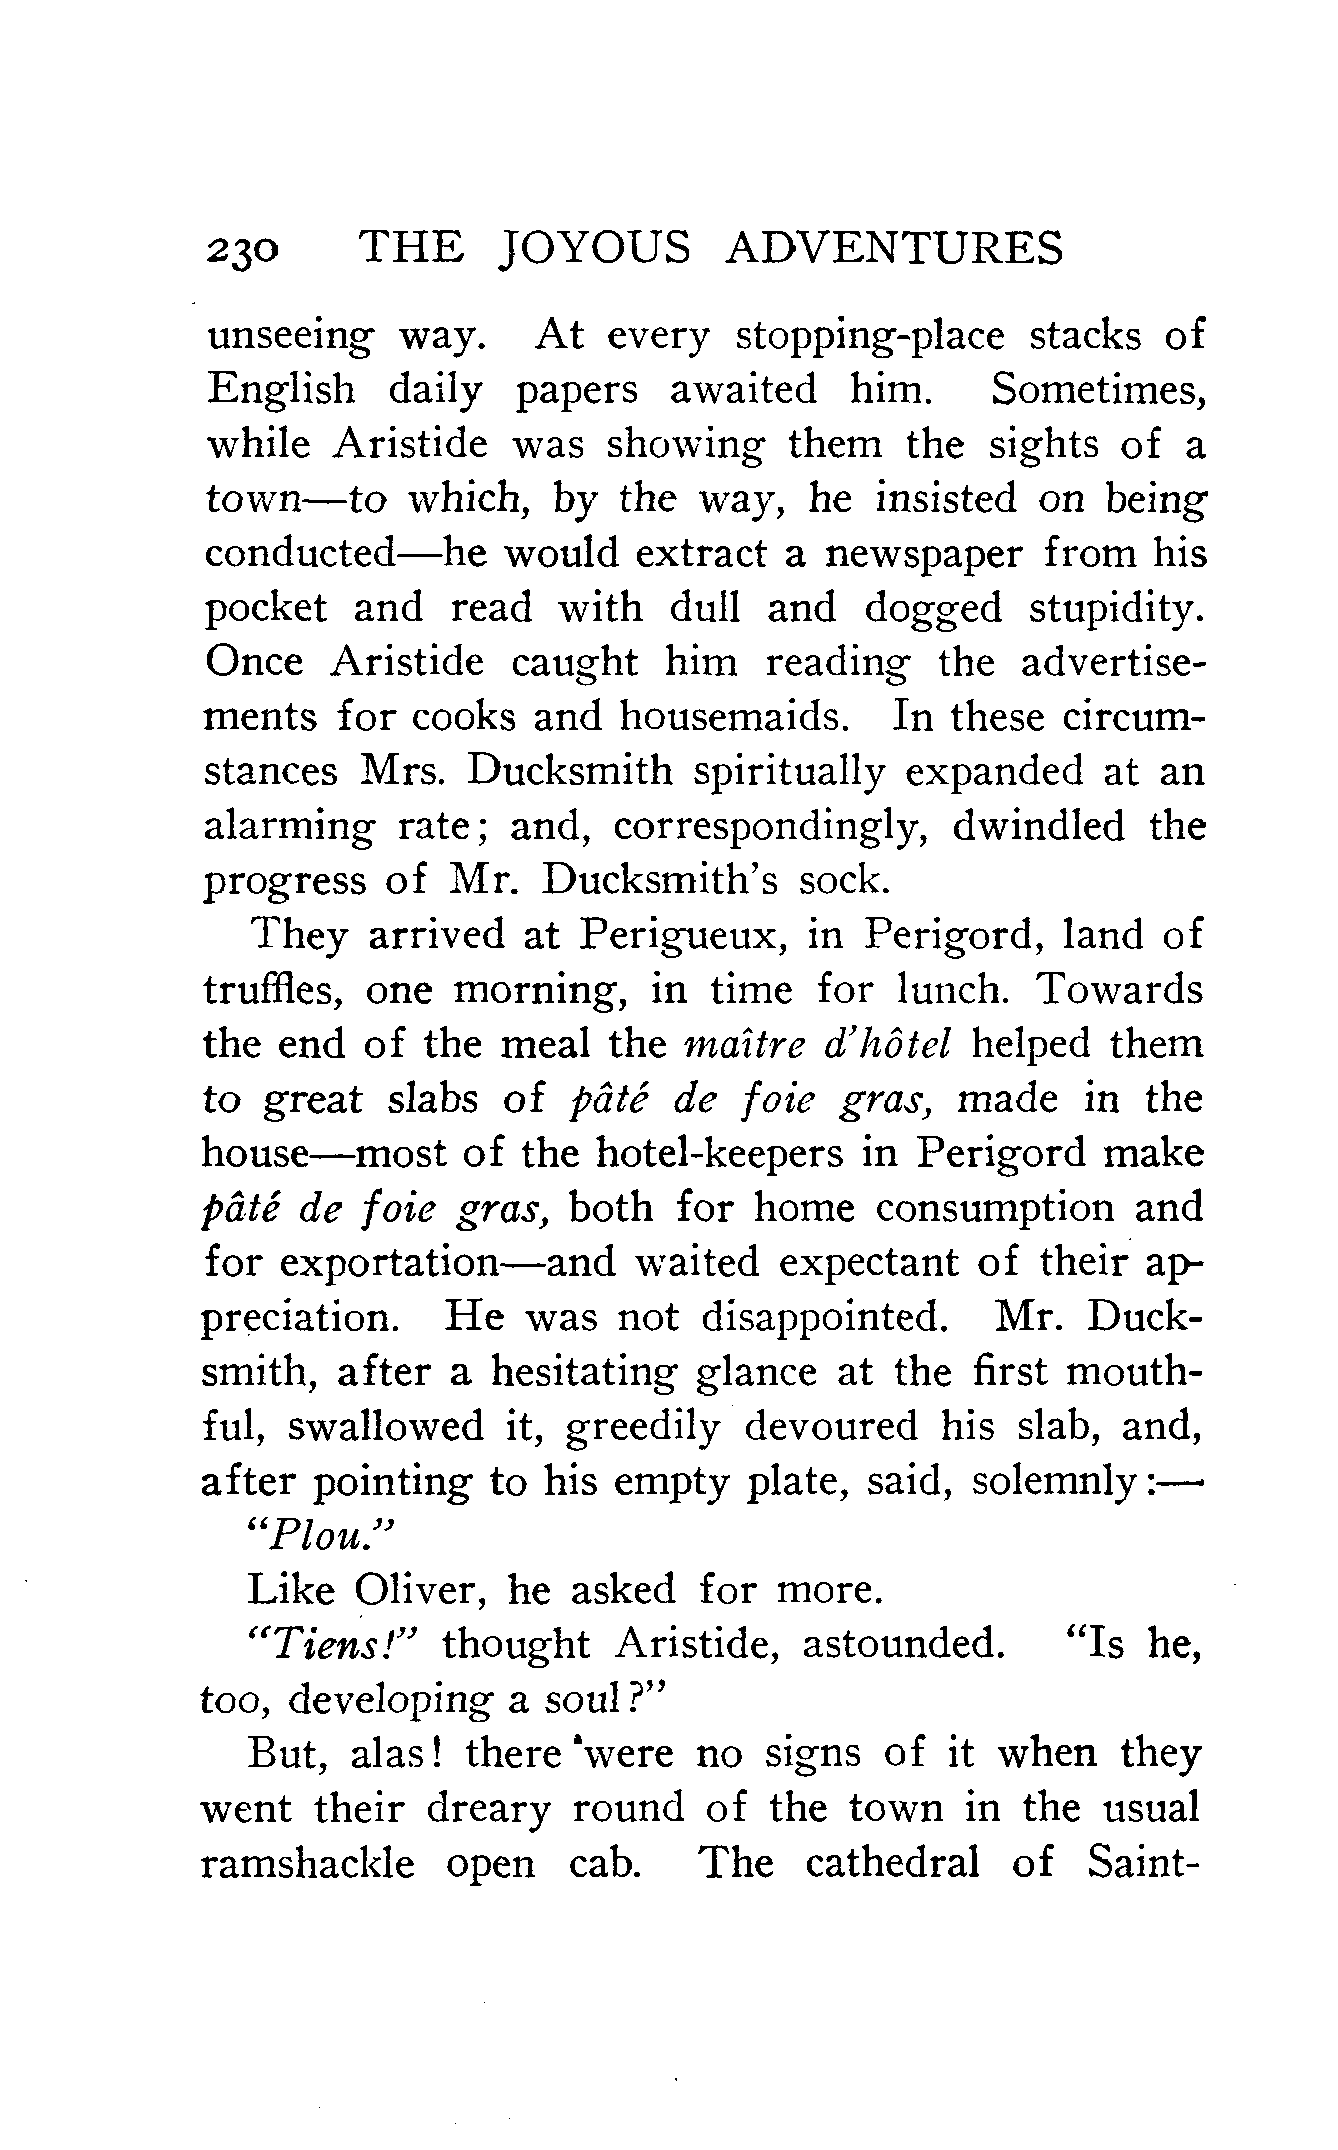 230 THE JOYOUS ADVENTURES
unseeing way. At every stopping-place stacks of
English daily papers awaited him. Sometimes,
while Aristide was showing them the sights of a
town—to which, by the way, he insisted on being
conducted—he would extract a newspaper from his
pocket and read with dull and dogged stupidity.
Once Aristide caught him reading the advertise-
ments for cooks and housemaids. In these circum-
stances Mrs. Ducksmith spiritually expanded at an
alarming rate; and, correspondingly, dwindled the
progress of Mr. Ducksmith's sock.
They arrived at Perigueux, in Perigord, land of
truffles, one morning, in time for lunch. Towards
the end of the meal the maître d'hôtel helped them
to great slabs of pâté de foie gras, made in the
house—most of the hotel-keepers in Perigord make
pâté de foie gras, both for home consumption and
for exportation—and waited expectant of their ap-
preciation. He was not disappointed. Mr. Duck-
smith, after a hesitating glance at the first mouth-
ful, swallowed it, greedily devoured his slab, and,
after pointing to his empty plate, said, solemnly:—
"Plou."
Like Oliver, he asked for more.
"Tiens!" thought Aristide, astounded. "Is he,
too, developing a soul?"
But, alas! there were no signs of it when they
went their dreary round of the town in the usual
ramshackle open cab. The cathedral of Saint-